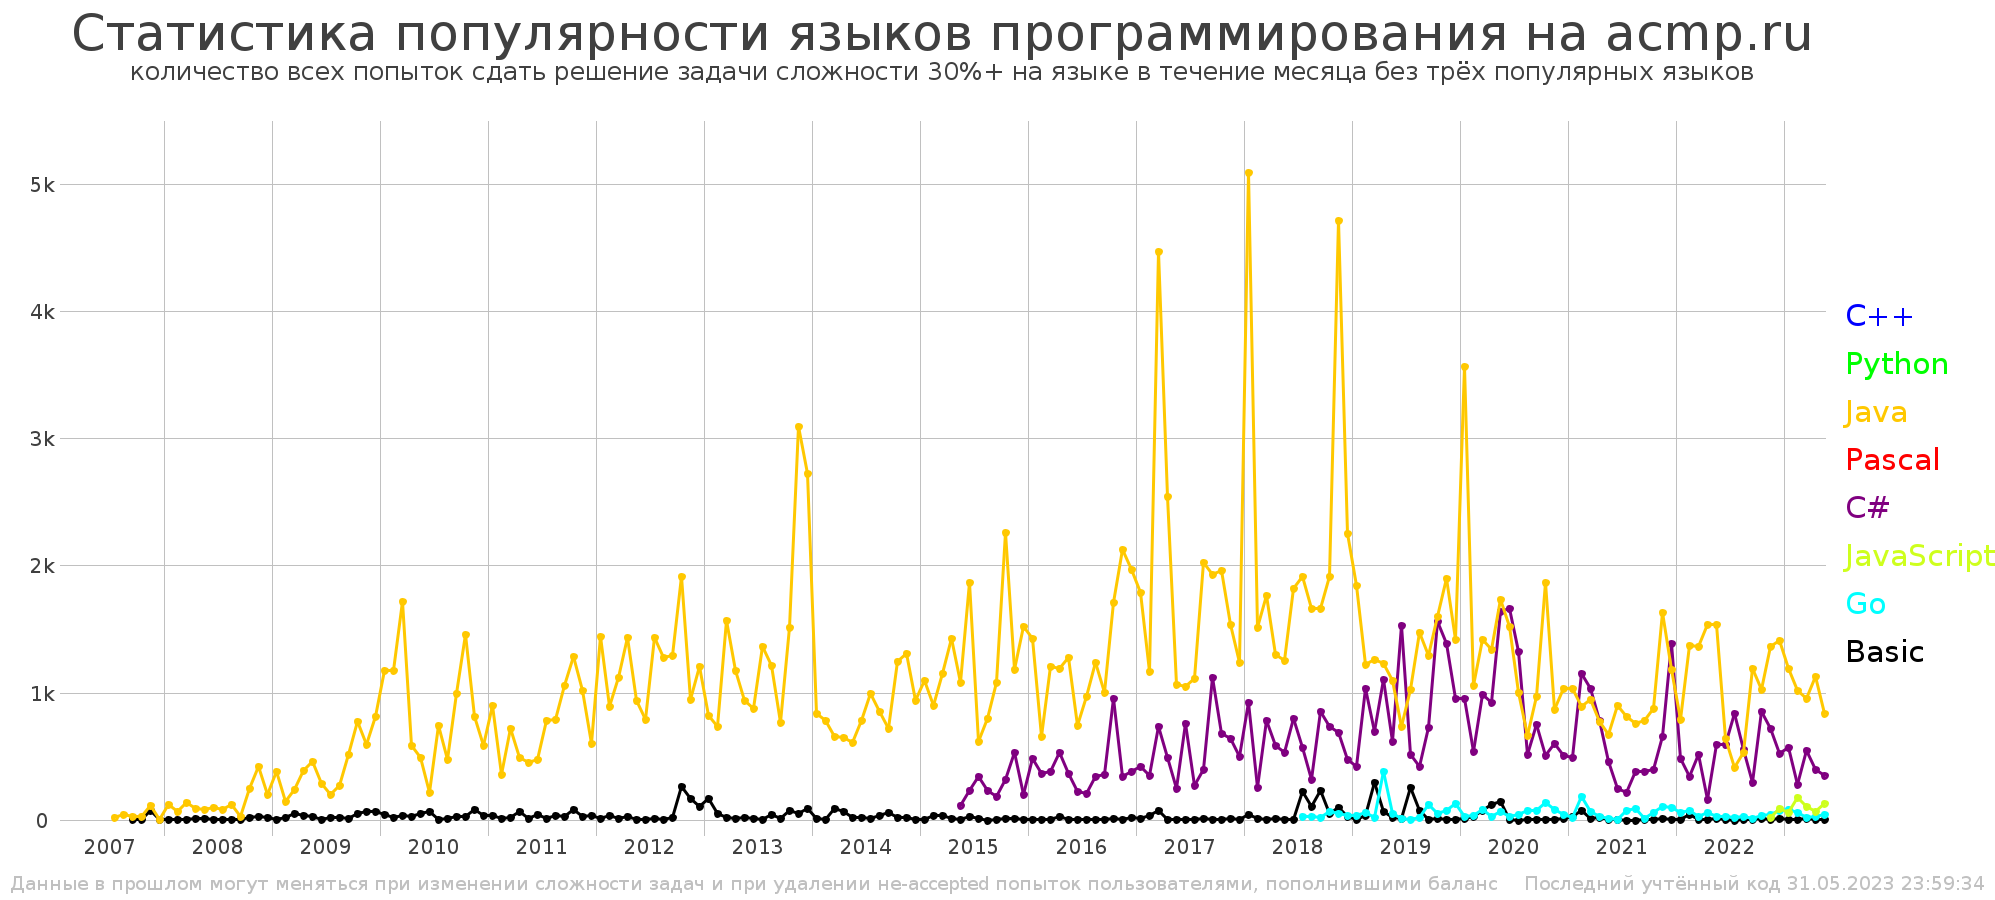 Статистика популярности языков программирования на acmp.ru
количество всех попыток сдать решение задачи сложности 30%+ на языке в течение месяца без трёх популярных языков
5k
4k
3k
2k
1k
0
C++
Python
Java
Pascal
C#
JavaScript
Go
Basic
2007 2008 2009 2010 2011 2012 2013 2014 2015 2016 2017 2018 2019 2020 2021 2022
Данные в прошлом могут меняться при изменении сложности задач и при удалении не-accepted попыток пользователями, пополнившими баланс Последний учтённый код 31.05.2023 23:59:34